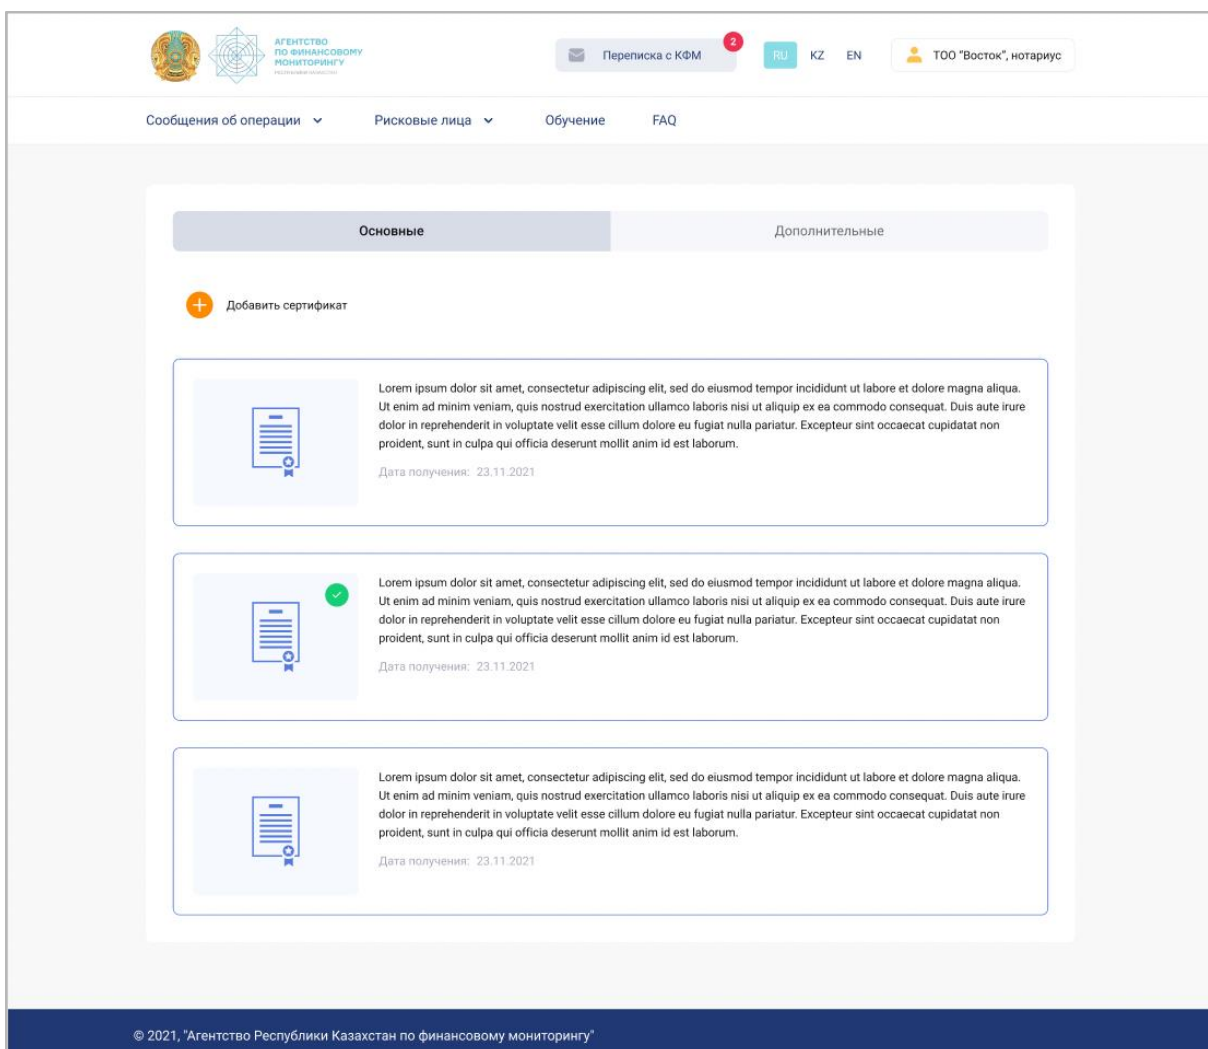 АГЕНТСТВО
ПО ФИНАНСОВОМУ
МОНИТОРИНГУ
РЕСПУБЛИКИ КАЗАХСТАН
Переписка с КФМ
2
RU KZ EN
ТОО "Восток", нотариус
Сообщения об операции Рисковые лица Обучение FAQ
Основные Дополнительные
Добавить сертификат
Lorem ipsum dolor sit amet, consectetur adipiscing elit, sed do eiusmod tempor incididunt ut labore et dolore magna aliqua.
Ut enim ad minim veniam, quis nostrud exercitation ullamco laboris nisi ut aliquip ex ea commodo consequat. Duis aute irure
dolor in reprehenderit in voluptate velit esse cillum dolore eu fugiat nulla pariatur. Excepteur sint occaecat cupidatat non
proident, sunt in culpa qui officia deserunt mollit anim id est laborum.
Дата получения: 23.11.2021
Lorem ipsum dolor sit amet, consectetur adipiscing elit, sed do eiusmod tempor incididunt ut labore et dolore magna aliqua.
Ut enim ad minim veniam, quis nostrud exercitation ullamco laboris nisi ut aliquip ex ea commodo consequat. Duis aute irure
dolor in reprehenderit in voluptate velit esse cillum dolore eu fugiat nulla pariatur. Excepteur sint occaecat cupidatat non
proident, sunt in culpa qui officia deserunt mollit anim id est laborum.
Дата получения: 23.11.2021
Lorem ipsum dolor sit amet, consectetur adipiscing elit, sed do eiusmod tempor incididunt ut labore et dolore magna aliqua.
Ut enim ad minim veniam, quis nostrud exercitation ullamco laboris nisi ut aliquip ex ea commodo consequat. Duis aute irure
dolor in reprehenderit in voluptate velit esse cillum dolore eu fugiat nulla pariatur. Excepteur sint occaecat cupidatat non
proident, sunt in culpa qui officia deserunt mollit anim id est laborum.
Дата получения: 23.11.2021
© 2021, "Агентство Республики Казахстан по финансовому мониторингу"